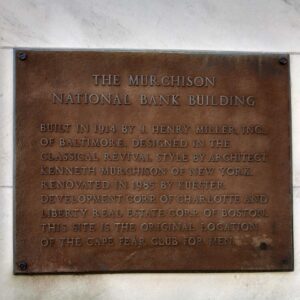 THE MURCHISON
NATIONAL BANK BUILDING
BUILT IN 1914 BY J. HENRY MILLER, INC.
OF BALTIMORE. DESIGNED IN THE
CLASSICAL REVIVAL STYLE BY ARCHITECT
KENNETH MURCHISON OF NEW YORK.
RENOVATED IN 1985 BY KUESTER
DEVELOPMENT CORP. OF CHARLOTTE AND
LIBERTY REAL ESTATE CORP. OF BOSTON.
THIS SITE IS THE ORIGINAL LOCATION
OF THE CAPE FEAR CLUB FOR MEN.